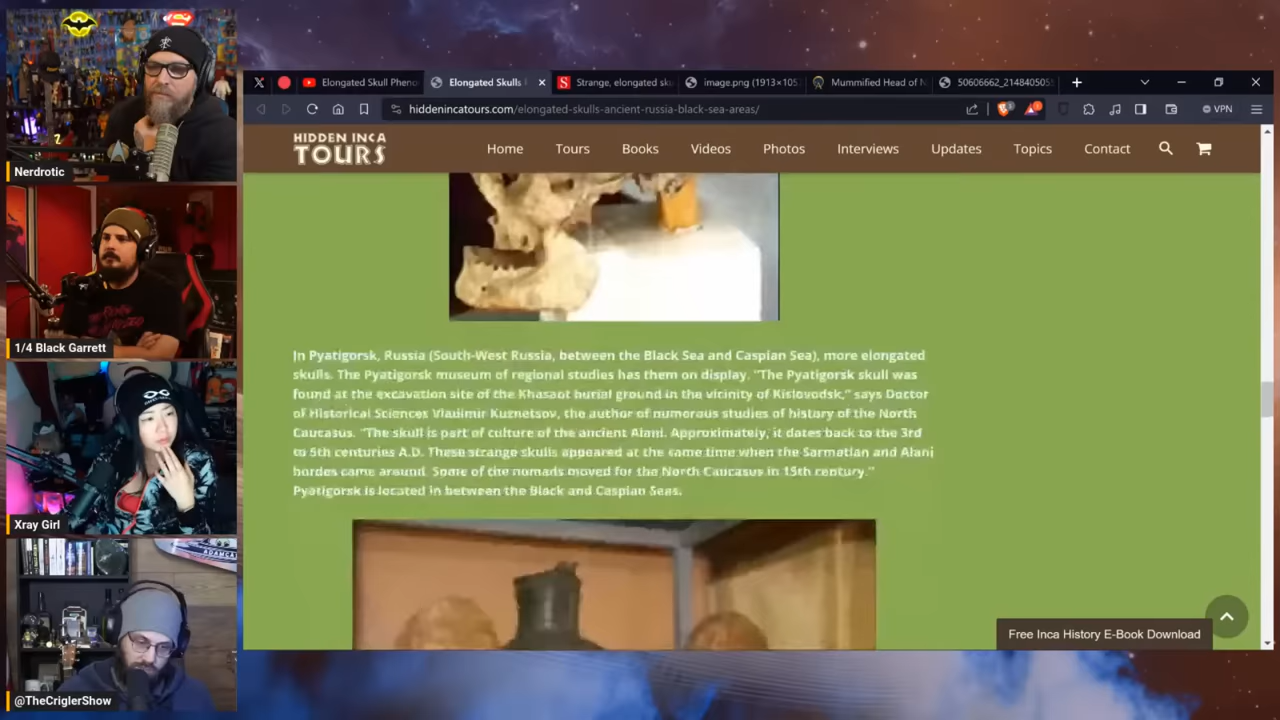 Elongated Skull Pheno
Elongated Skulls
Strange, elongated sk
image.png (1913×105
Mummified Head of N
50606662_2148405055
hiddenincatours.com/elongated-skulls-ancient-russia-black-sea-areas/
VPN
HIDDEN INCA
TOURS
Home
Tours
Books
Videos
Photos
Interviews
Updates
Topics
Contact
Nerdrotic
1/4 Black Garrett
Xray Girl
@TheCriglerShow
In Pyatigorsk, Russia (South-West Russia, between the Black Sea and Caspian Sea), more elongated
skulls. The Pyatigorsk museum of regional studies has them on display. "The Pyatigorsk skull was
found at the excavation site of the Khasaut burial ground in the vicinity of Kislovodsk," says Doctor
of Historical Sciences Vladimir Kuznetsov, the author of numerous studies of history of the North
Caucasus. "The skull is part of culture of the ancient Alani. Approximately, it dates back to the 3rd
to 5th centuries A.D. These strange skulls appeared at the same time when the Sarmatian and Alani
hordes came around. Some of the nomads moved for the North Caucasus in 15th century."
Pyatigorsk is located in between the Black and Caspian Seas.
Free Inca History E-Book Download